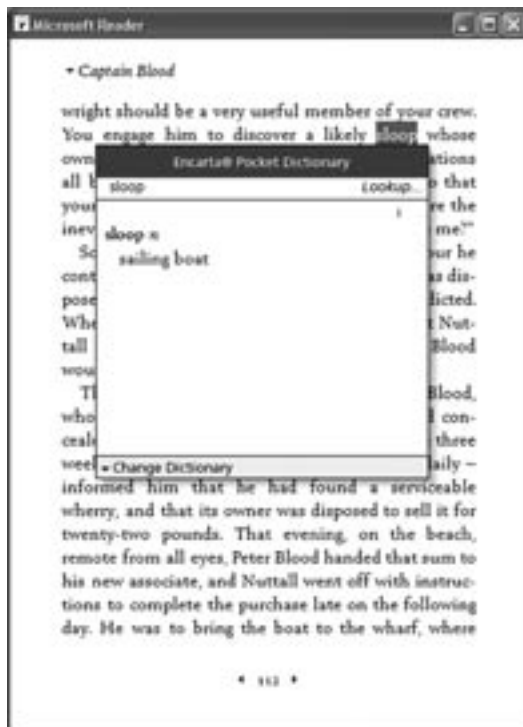 Microsoft Reader
Captain Blood
wright should be a very useful member of your crew.
You engage him to discover a likely sloop whose
own
Encarta® Pocket Dictionary
ations
all b
sloop
Lookup...
that
your
re the
inev
sloop n
me?"
sailing boat
So
ur he
cont
as dis-
pose
licted.
Whe
Nut-
tall
Blood
wou
Th
Blood,
who
con-
ceale
three
week
Change Dictionary
aily –
informed him that he had found a serviceable
wherry, and that its owner was disposed to sell it for
twenty-two pounds. That evening, on the beach,
remote from all eyes, Peter Blood handed that sum to
his new associate, and Nuttall went off with instruc-
tions to complete the purchase late on the following
day. He was to bring the boat to the wharf, where
112